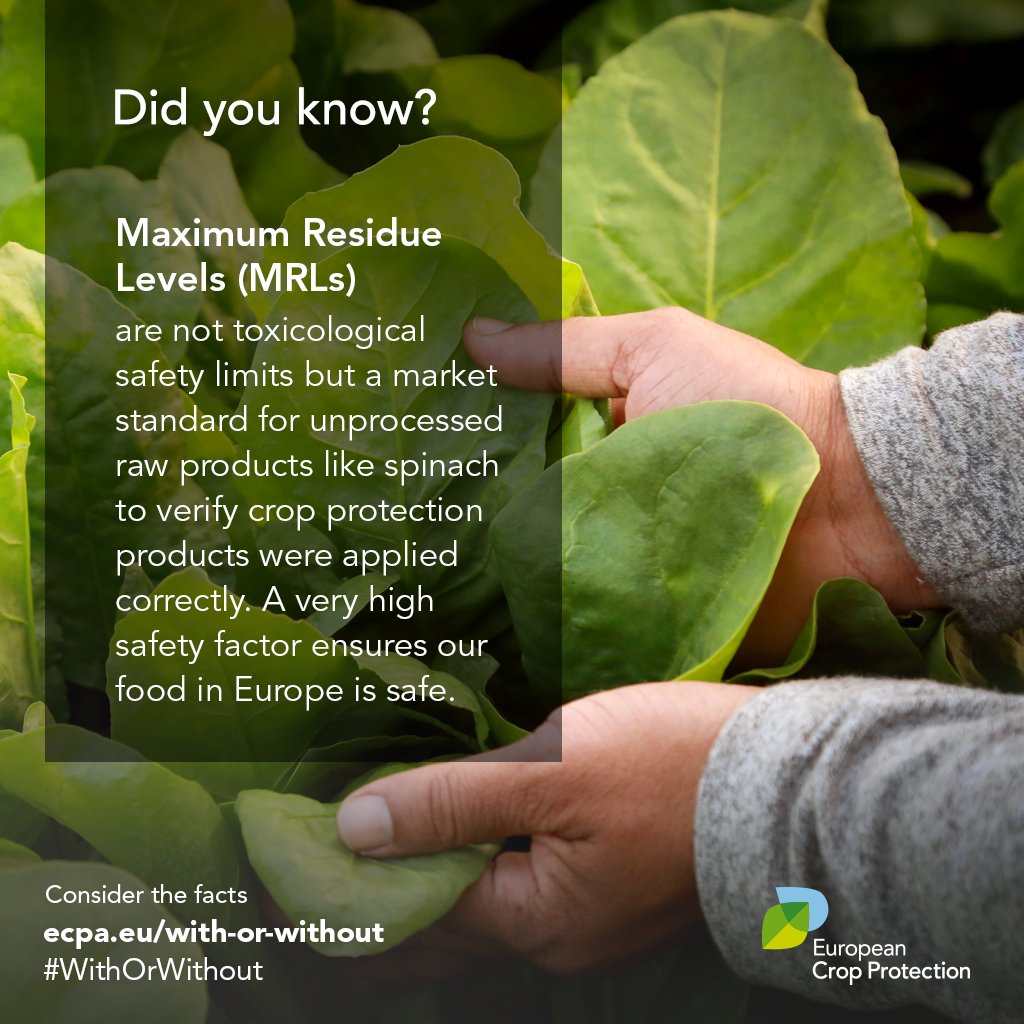 Did you know?
Maximum Residue
Levels (MRLs)
are not toxicological
safety limits but a market
standard for unprocessed
raw products like spinach
to verify crop protection
products were applied
correctly. A very high
safety factor ensures our
food in Europe is safe.
Consider the facts
ecpa.eu/with-or-without
#WithOrWithout
European
Crop Protection